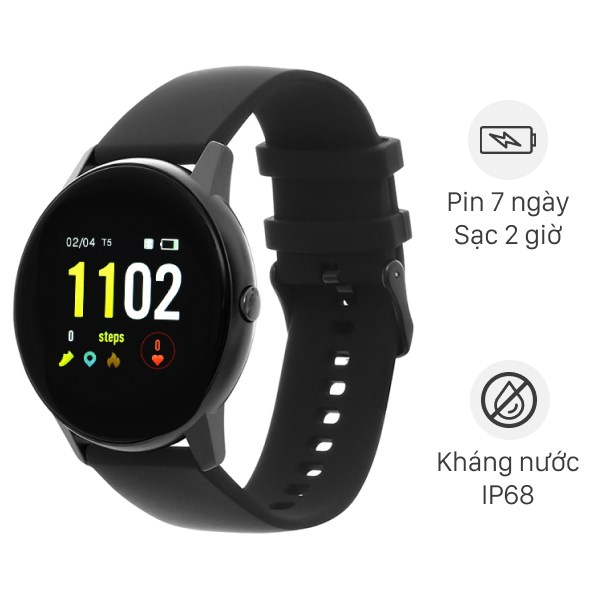 02/04 T5
1102
0 steps 0
Pin 7 ngày
Sạc 2 giờ
Kháng nước
IP68